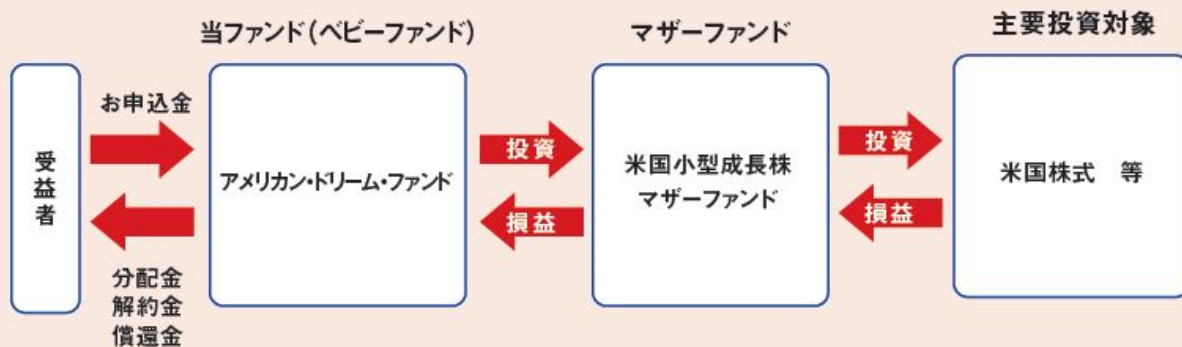 当ファンド(ベビーファンド)
マザーファンド
主要投資対象
受益者
お申込金
分配金
解約金
償還金
アメリカン・ドリーム・ファンド
投資
損益
米国小型成長株
マザーファンド
投資
損益
米国株式 等